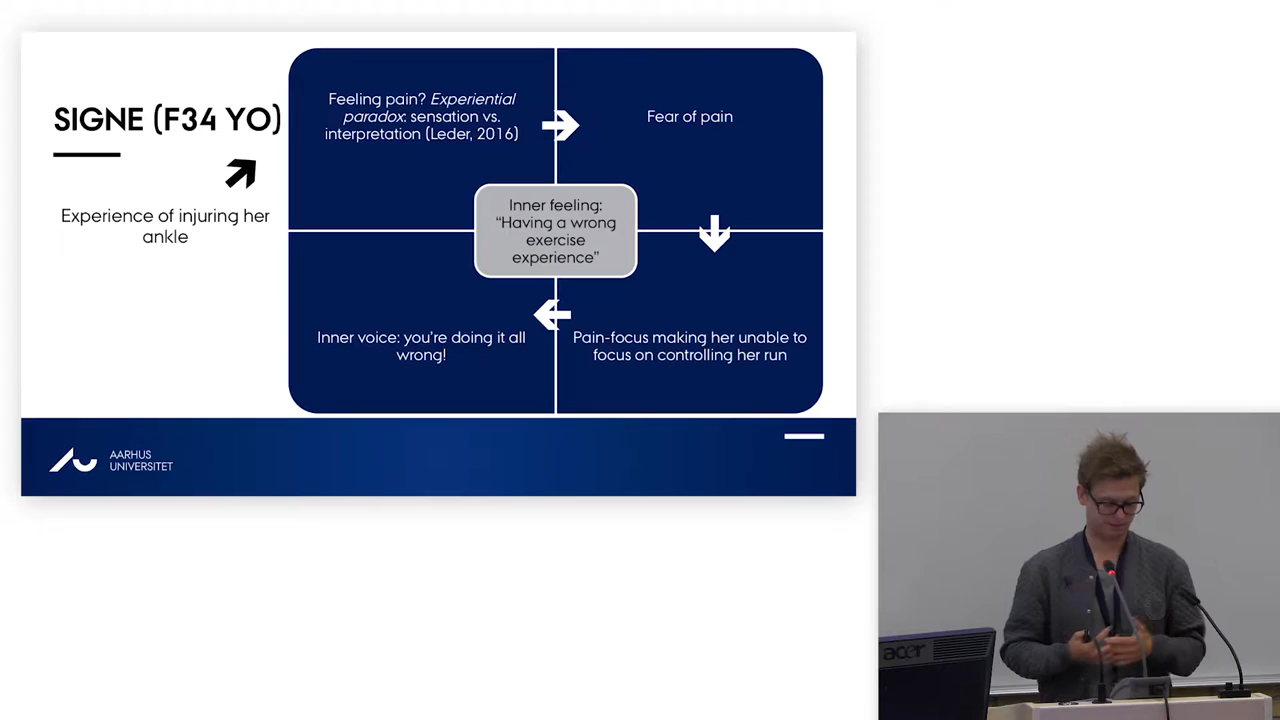 SIGNE (F34 YO)
Experience of injuring her
ankle
Feeling pain? Experiential
paradox: sensation vs.
interpretation (Leder, 2016)
Fear of pain
Inner feeling:
“Having a wrong
exercise
experience”
Inner voice: you’re doing it all
wrong!
Pain-focus making her unable to
focus on controlling her run
AARHUS
UNIVERSITET
acer